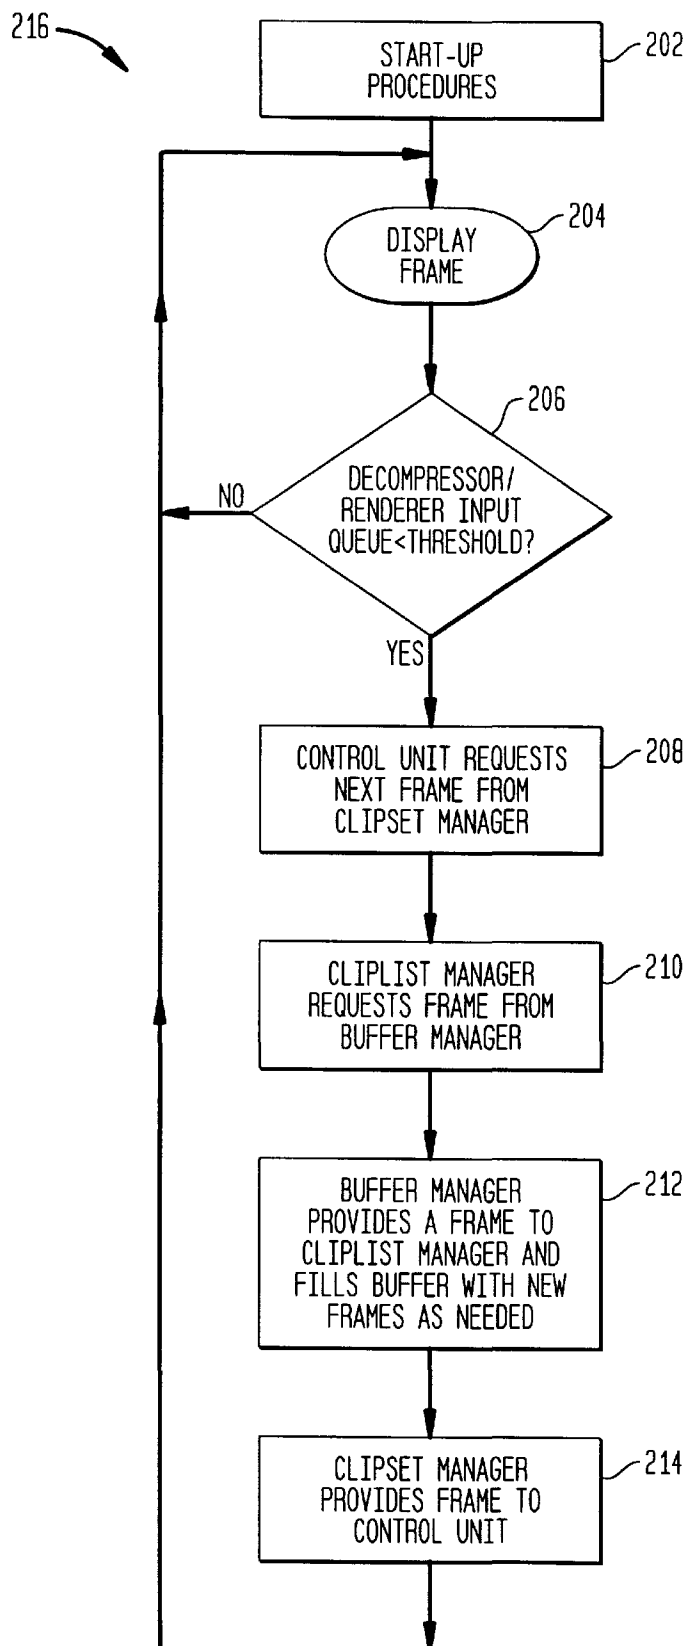 216
START-UP
PROCEDURES
202
DISPLAY
FRAME
204
206
DECOMPRESSOR/
RENDERER INPUT
QUEUE<THRESHOLD?
NO
YES
CONTROL UNIT REQUESTS
NEXT FRAME FROM
CLIPSET MANAGER
208
CLIPLIST MANAGER
REQUESTS FRAME FROM
BUFFER MANAGER
210
BUFFER MANAGER
PROVIDES A FRAME TO
CLIPLIST MANAGER AND
FILLS BUFFER WITH NEW
FRAMES AS NEEDED
212
CLIPSET MANAGER
PROVIDES FRAME TO
CONTROL UNIT
214